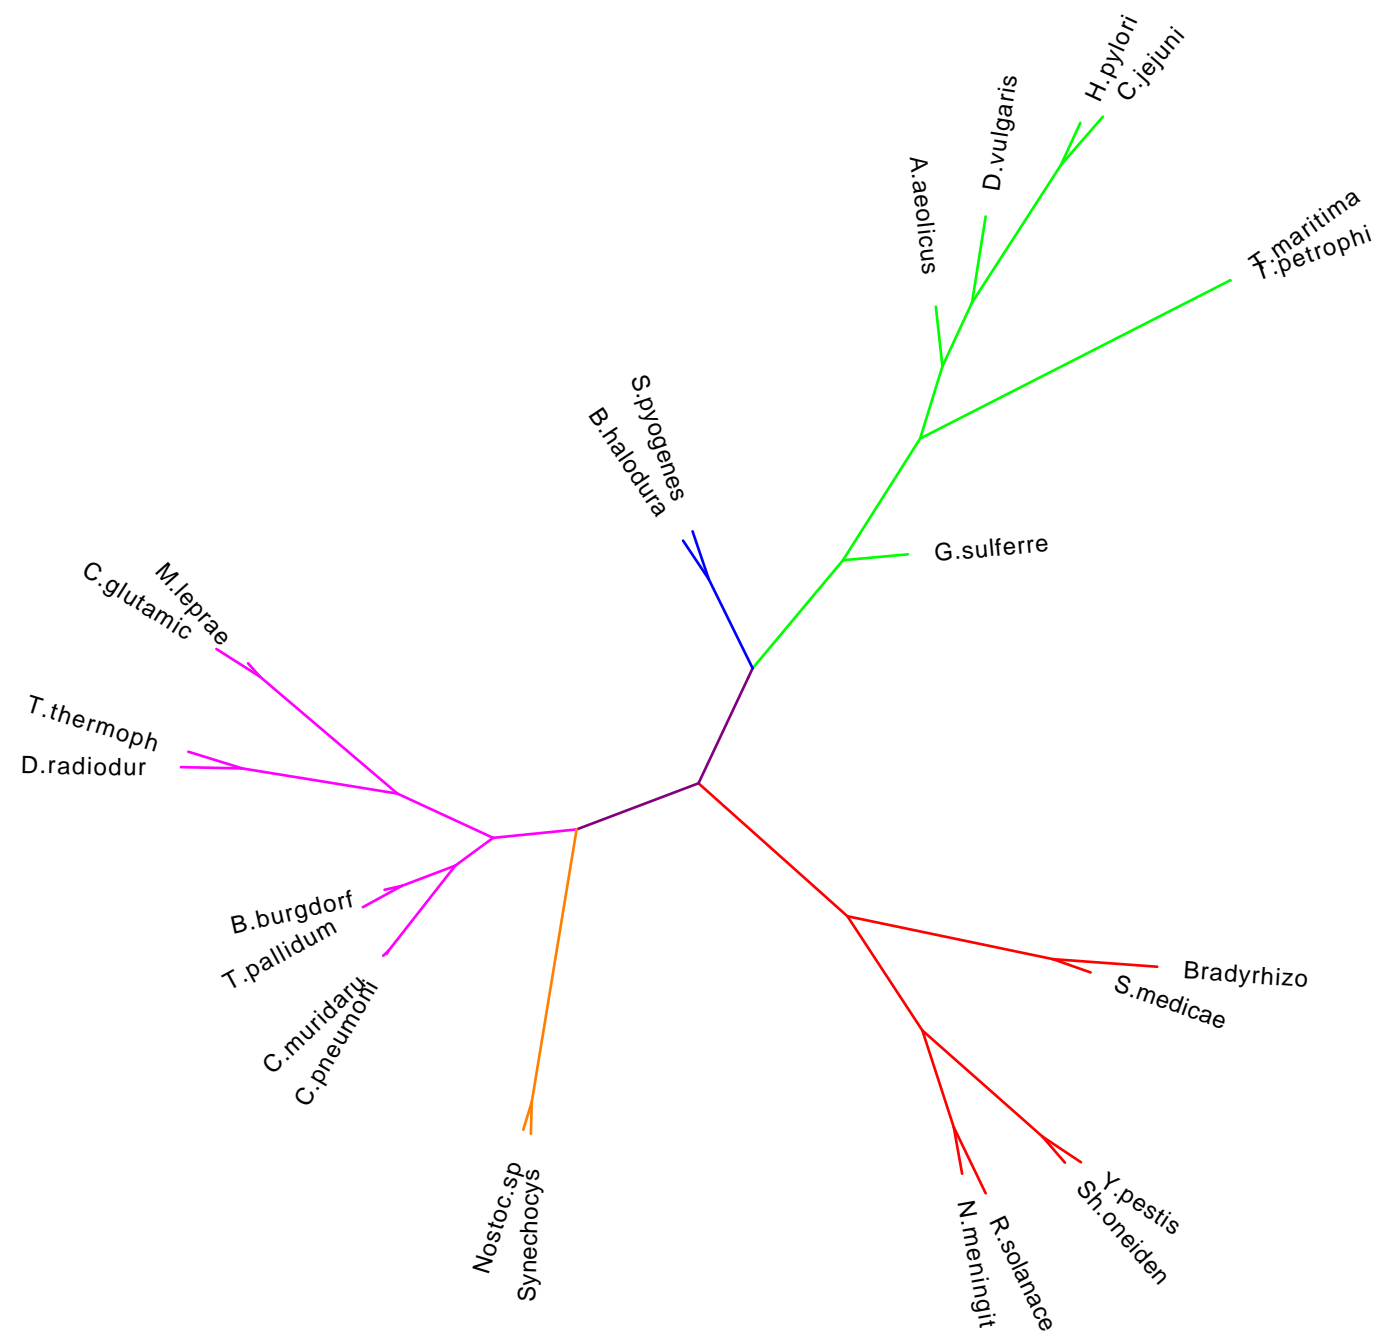 H.pylori
C.jejuni
D.vulgaris
A.aeolicus
T.maritima
T.petrophi
S.pyogenes
B.halodura
G.sulferre
M.leprae
C.glutamic
T.thermoph
D.radiodur
B.burgdorf
T.pallidum
C.muridaru
C.pneumoni
Bradyrhizo
S.medicae
Nostoc.sp
Synechocys
Y.pestis
Sh.oneiden
N.meningit
R.solanace